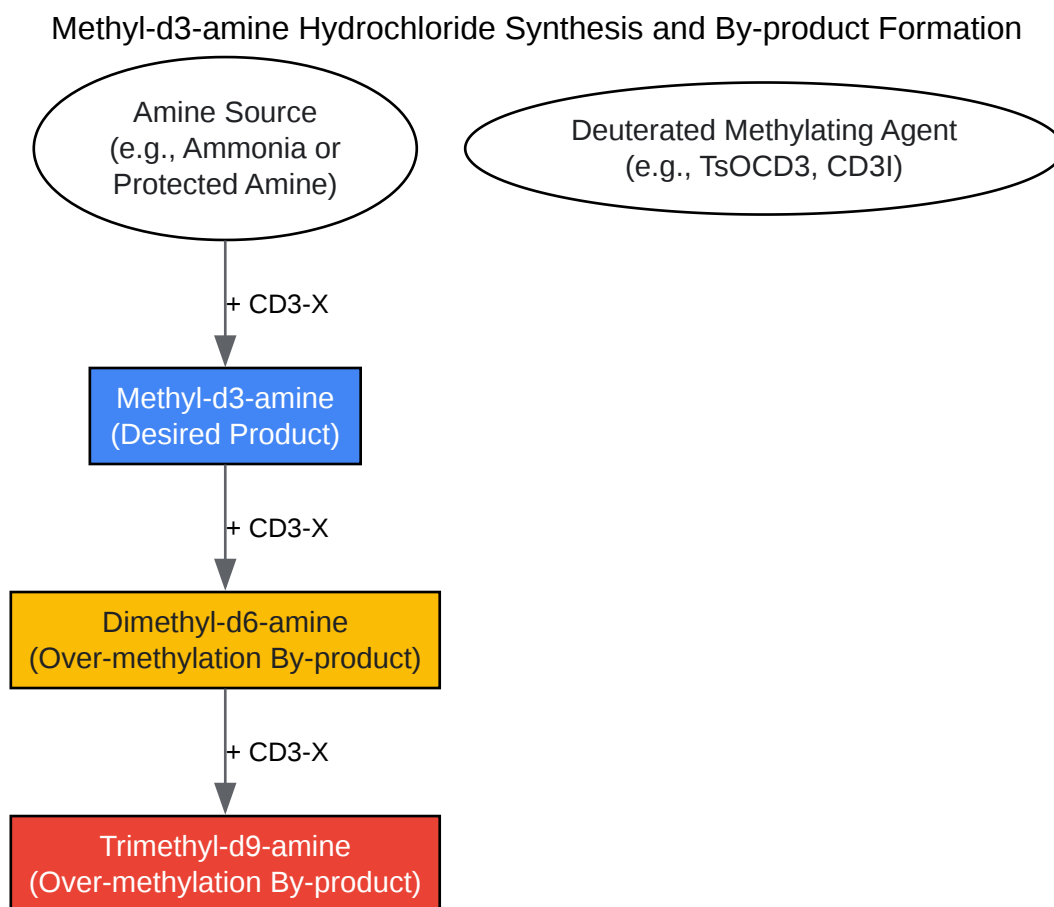 Methyl-d3-amine Hydrochloride Synthesis and By-product Formation
Amine Source
(e.g., Ammonia or
Protected Amine)
Deuterated Methylating Agent
(e.g., TsOCD3, CD3I)
+ CD3-X
Methyl-d3-amine
(Desired Product)
+ CD3-X
Dimethyl-d6-amine
(Over-methylation By-product)
+ CD3-X
Trimethyl-d9-amine
(Over-methylation By-product)